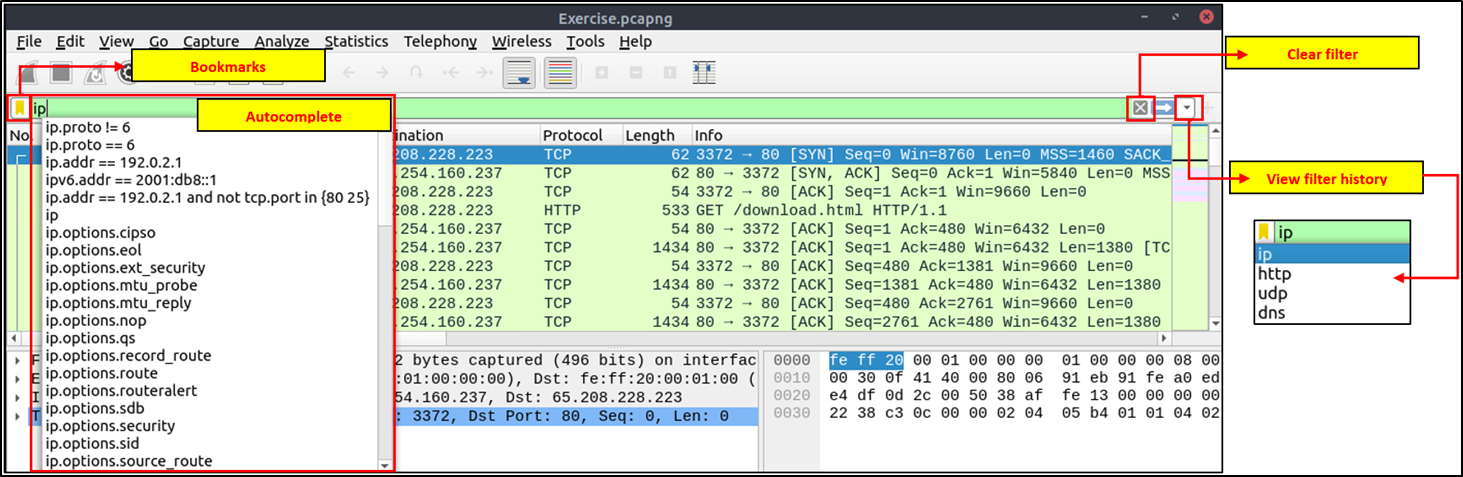 Exercise.pcapng
File Edit View Go Capture Analyze Statistics Telephony Wireless Tools Help
Bookmarks
Clear filter
ip
Autocomplete
No
ination Protocol Length Info
ip.proto != 6
ip.proto == 6
ip.addr == 192.0.2.1
ipv6.addr == 2001:db8::1
ip.addr == 192.0.2.1 and not tcp.port in {80 25}
ip
ip.options.cipso
ip.options.eol
ip.options.ext_security
ip.options.mtu_probe
ip.options.mtu_reply
ip.options.nop
ip.options.qs
ip.options.record_route
ip.options.route
ip.options.routeralert
ip.options.sdb
ip.options.security
ip.options.sid
ip.options.source_route
208.228.223 TCP 62 3372 → 80 [SYN] Seq=0 Win=8760 Len=0 MSS=1460 SACK_
.254.160.237 TCP 62 80 → 3372 [SYN, ACK] Seq=0 Ack=1 Win=5840 Len=0 MSS
208.228.223 TCP 54 3372 → 80 [ACK] Seq=1 Ack=1 Win=9660 Len=0
208.228.223 HTTP 533 GET /download.html HTTP/1.1
.254.160.237 TCP 54 80 → 3372 [ACK] Seq=1 Ack=480 Win=6432 Len=0
.254.160.237 TCP 1434 80 → 3372 [ACK] Seq=1 Ack=480 Win=6432 Len=1380 [TC
208.228.223 TCP 54 3372 → 80 [ACK] Seq=480 Ack=1381 Win=9660 Len=0
.254.160.237 TCP 1434 80 → 3372 [ACK] Seq=1381 Ack=480 Win=6432 Len=1380
208.228.223 TCP 54 3372 → 80 [ACK] Seq=480 Ack=2761 Win=9660 Len=0
.254.160.237 TCP 1434 80 → 3372 [ACK] Seq=2761 Ack=480 Win=6432 Len=1380
View filter history
ip
ip
http
udp
dns
F 2 bytes captured (496 bits) on interfac
E :01:00:00:00), Dst: fe:ff:20:00:01:00 (
I 54.160.237, Dst: 65.208.228.223
T : 3372, Dst Port: 80, Seq: 0, Len: 0
0000 fe ff 20 00 01 00 00 00 01 00 00 00 08 00
0010 00 30 0f 41 40 00 80 06 91 eb 91 fe a0 ed
0020 e4 df 0d 2c 00 50 38 af fe 13 00 00 00 00
0030 22 38 c3 0c 00 00 02 04 05 b4 01 01 04 02